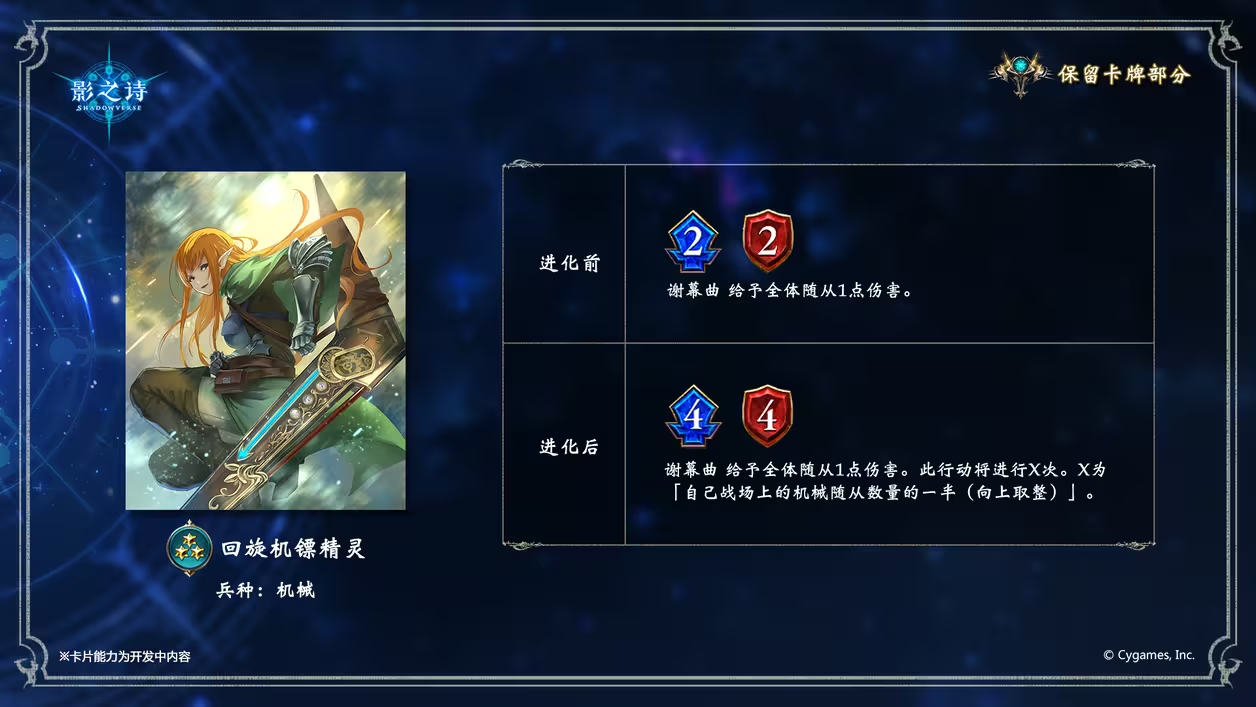 影之诗
SHADOWVERSE
保留卡牌部分
进化前
2
2
谢幕曲 给予全体随从1点伤害。
进化后
4
4
谢幕曲 给予全体随从1点伤害。此行动将进行X次。X为
「自己战场上的机械随从数量的一半（向上取整）」。
回旋机镖精灵
兵种：机械
※卡片能力为开发中内容
© Cygames, Inc.